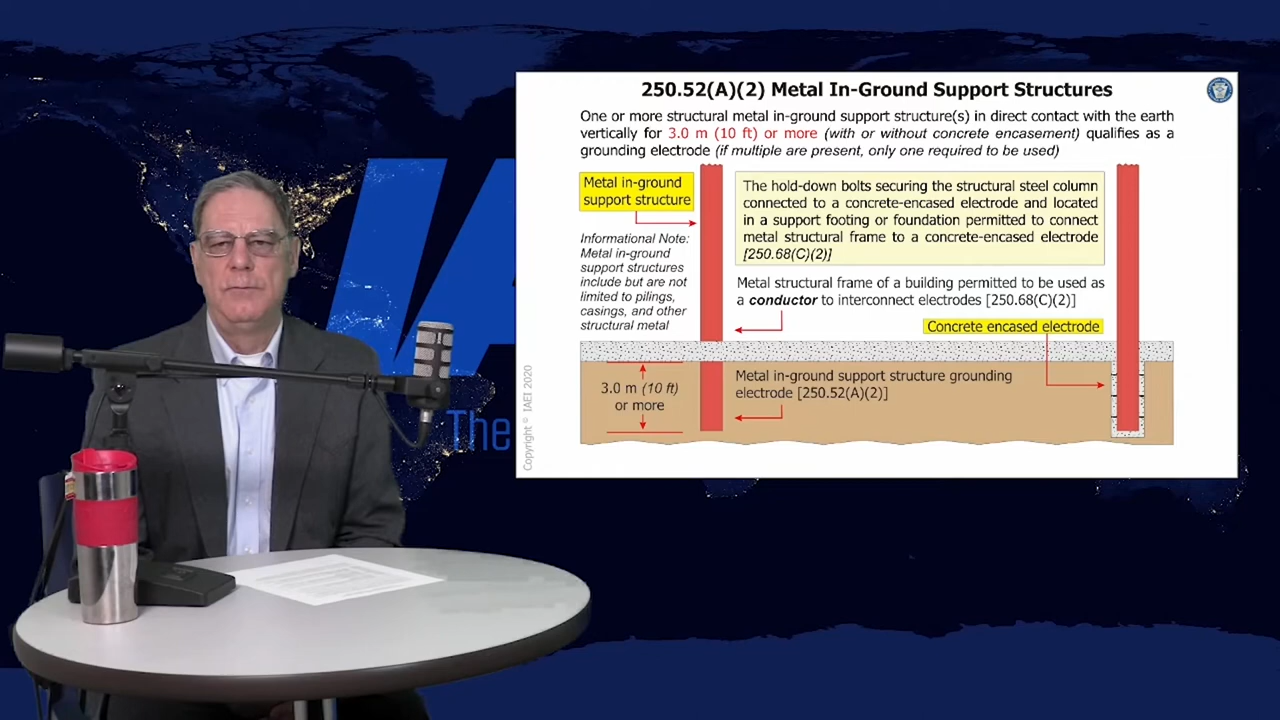 250.52(A)(2) Metal In-Ground Support Structures
One or more structural metal in-ground support structure(s) in direct contact with the earth
vertically for 3.0 m (10 ft) or more (with or without concrete encasement) qualifies as a
grounding electrode (if multiple are present, only one required to be used)
Metal in-ground
support structure
Informational Note:
Metal in-ground
support structures
include but are not
limited to pilings,
casings, and other
structural metal
The hold-down bolts securing the structural steel column
connected to a concrete-encased electrode and located
in a support footing or foundation permitted to connect
metal structural frame to a concrete-encased electrode
[250.68(C)(2)]
Metal structural frame of a building permitted to be used as
a conductor to interconnect electrodes [250.68(C)(2)]
Concrete encased electrode
3.0 m (10 ft)
or more
Metal in-ground support structure grounding
electrode [250.52(A)(2)]
Copyright © IAEI 2020
The